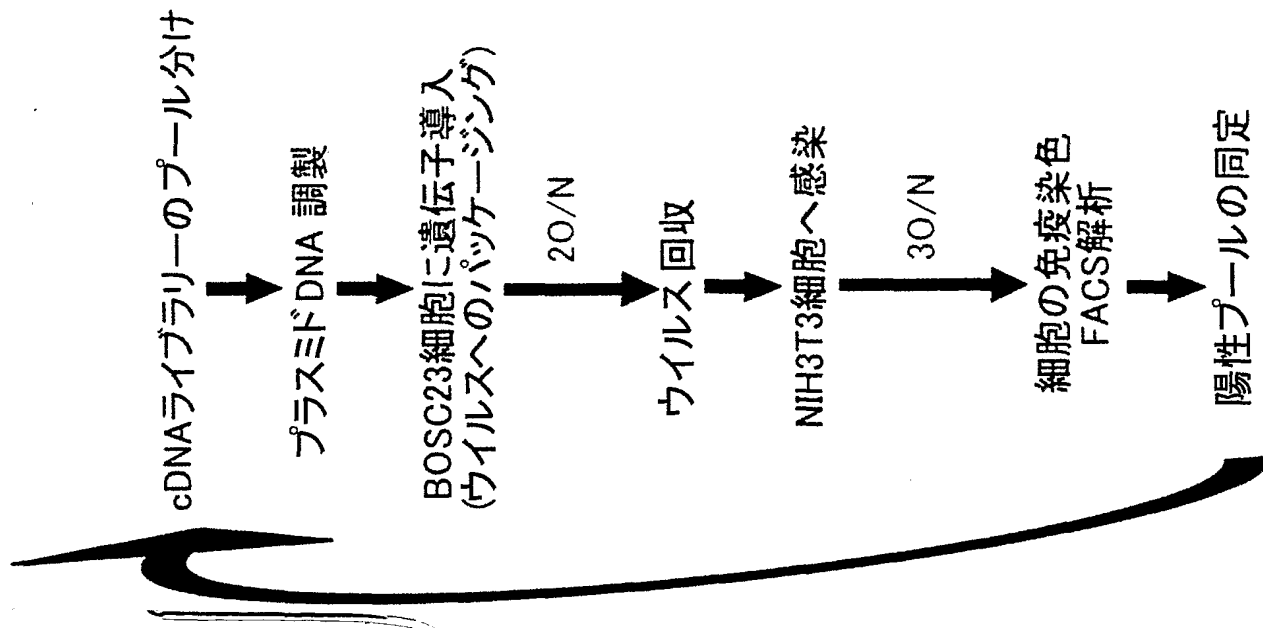 cDNAライブラリーのプール分け
プラスミドDNA 調製
BOSC23細胞に遺伝子導入
(ウイルスへのパッケージング)
2O/N
ウイルス回収
NIH3T3細胞へ感染
3O/N
細胞の免疫染色
FACS解析
陽性プールの同定